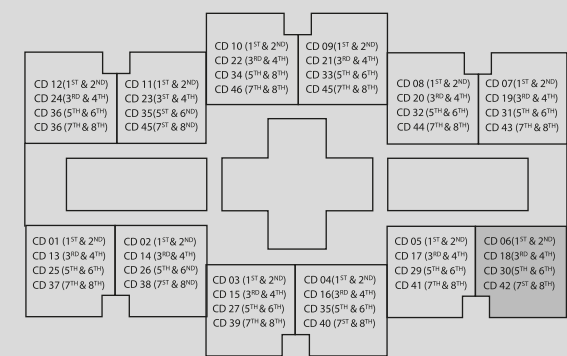 CD 10 (1ST & 2ND)
CD 22 (3RD & 4TH)
CD 34 (5TH & 8TH)
CD 46 (7TH & 8TH)
CD 09(1ST & 2ND)
CD 21(3RD & 4TH)
CD 33(5TH & 6TH)
CD 45(7TH & 8TH)
CD 12(1ST & 2ND)
CD 24(3RD & 4TH)
CD 36 (5TH & 6TH)
CD 36 (7TH & 8TH)
CD 11(1ST & 2ND)
CD 23(3ST & 4TH)
CD 35(5ST & 6ND)
CD 45(7ST & 8ND)
CD 08 (1ST & 2ND)
CD 20 (3RD & 4TH)
CD 32 (5TH & 6TH)
CD 44 (7TH & 8TH)
CD 07(1ST & 2ND)
CD 19(3RD & 4TH)
CD 31(5TH & 6TH)
CD 43 (7TH & 8TH)
CD 01 (1ST & 2ND)
CD 13 (3RD & 4TH)
CD 25 (5TH & 6TH)
CD 37 (7TH & 8TH)
CD 02 (1ST & 2ND)
CD 14 (3RD & 4TH)
CD 26 (5TH & 6ND)
CD 38 (7ST & 8ND)
CD 03 (1ST & 2ND)
CD 15 (3RD & 4TH)
CD 27 (5TH & 6TH)
CD 39 (7TH & 8TH)
CD 04(1ST & 2ND)
CD 16(3RD & 4TH)
CD 35(5TH & 6TH)
CD 40 (7ST & 8TH)
CD 05 (1ST & 2ND)
CD 17 (3RD & 4TH)
CD 29 (5TH & 6TH)
CD 41 (7TH & 8TH)
CD 06(1ST & 2ND)
CD 18(3RD & 4TH)
CD 30(5TH & 6TH)
CD 42 (7ST & 8TH)